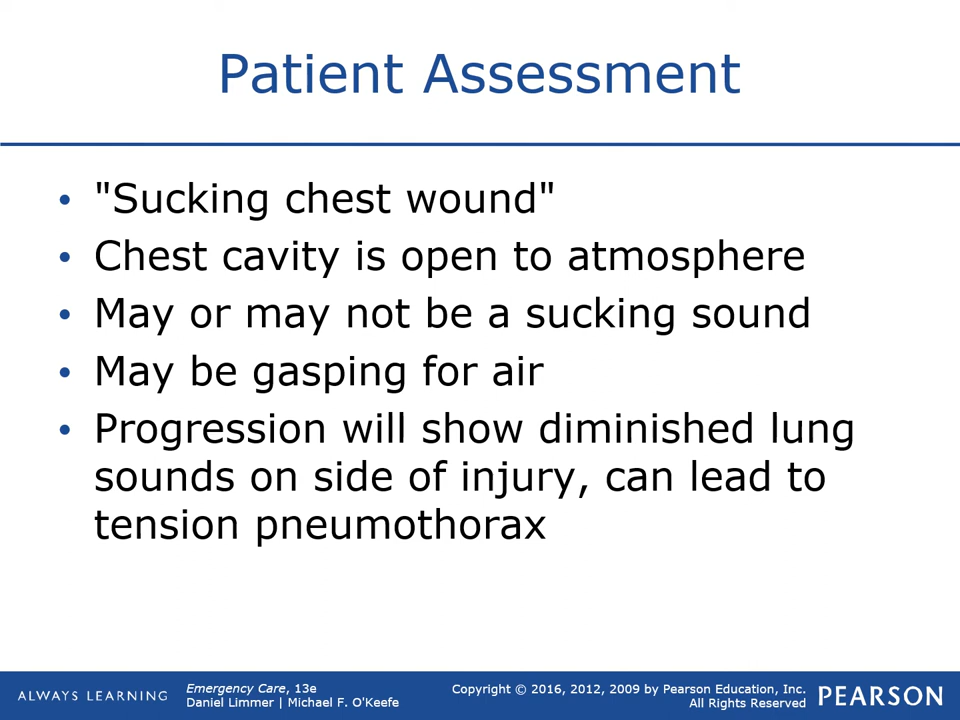 Patient Assessment
• "Sucking chest wound"
• Chest cavity is open to atmosphere
• May or may not be a sucking sound
• May be gasping for air
• Progression will show diminished lung
sounds on side of injury, can lead to
tension pneumothorax
ALWAYS LEARNING
Emergency Care, 13e
Daniel Limmer | Michael F. O'Keefe
Copyright © 2016, 2012, 2009 by Pearson Education, Inc.
All Rights Reserved
PEARSON